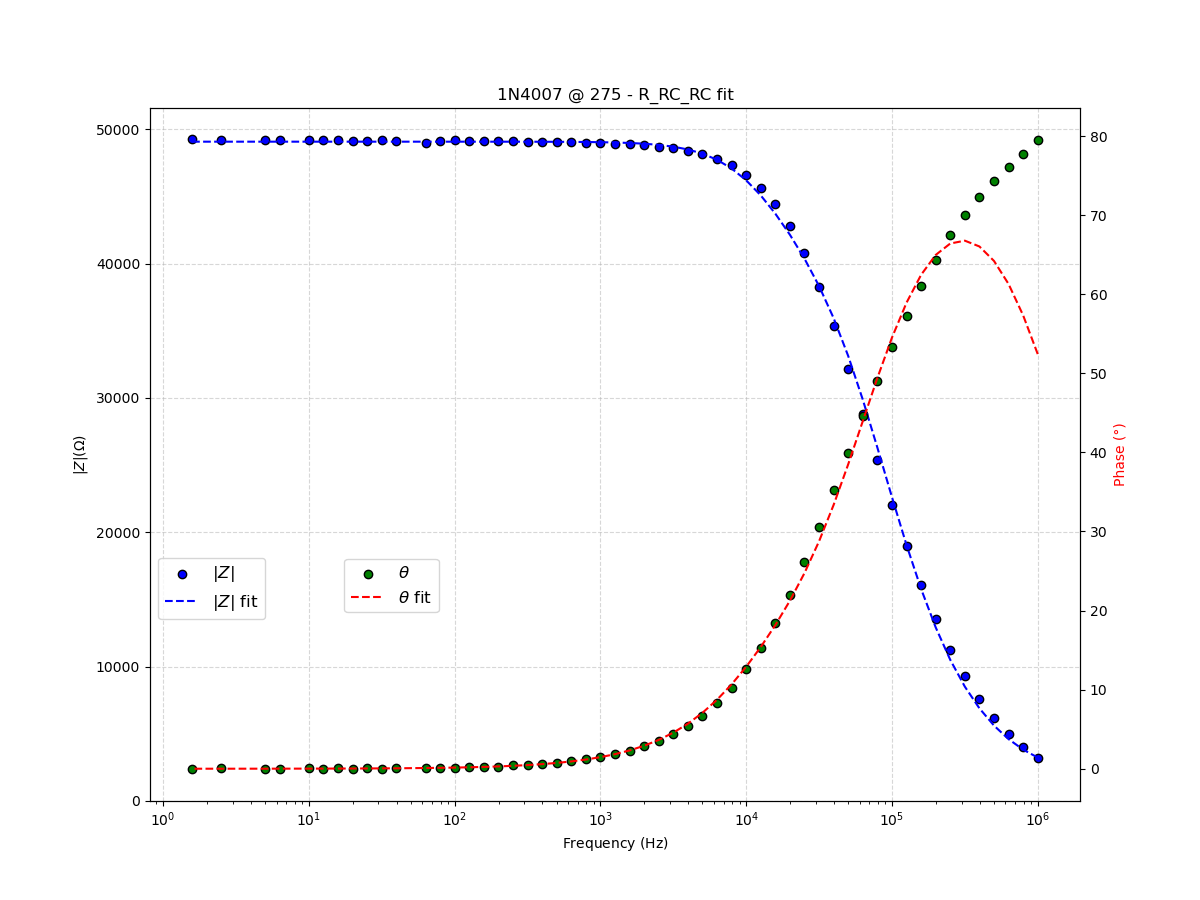 1N4007 @ 275 - R_RC_RC fit
50000
40000
30000
20000
10000
0
|Z|(Ω)
80
70
60
50
40
30
20
10
0
Phase (°)
|Z|
|Z| fit
θ
θ fit
10⁰ 10¹ 10² 10³ 10⁴ 10⁵ 10⁶
Frequency (Hz)